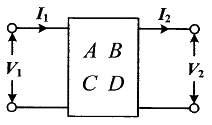 I₁ I₂
A B
V₁ V₂
C D